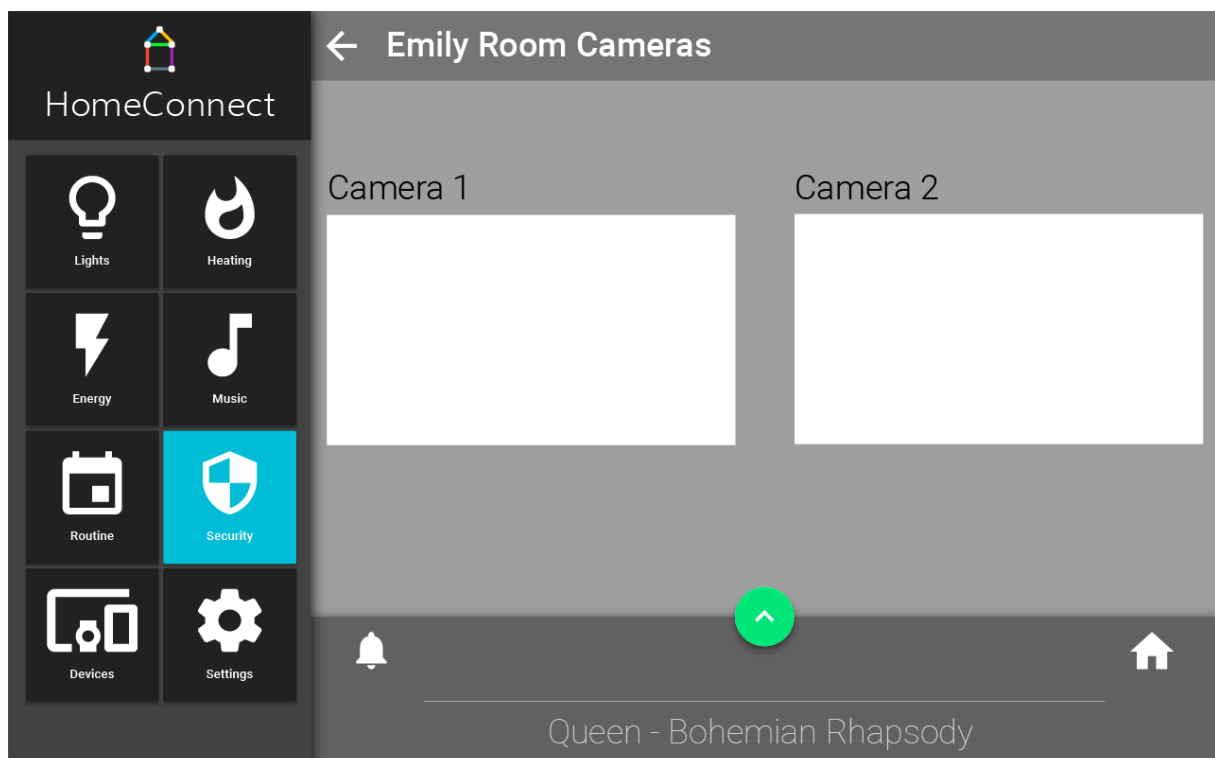 HomeConnect
Lights
Heating
Energy
Music
Routine
Security
Devices
Settings
Emily Room Cameras
Camera 1
Camera 2
Queen - Bohemian Rhapsody